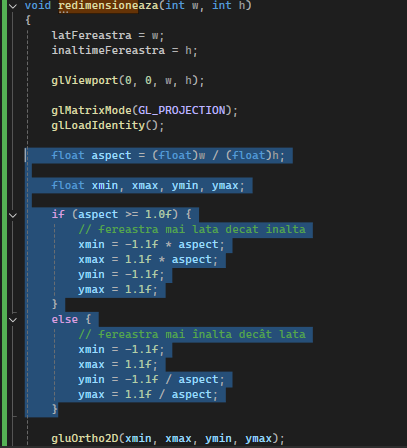 void redimensioneaza(int w, int h)
{
latFereastra = w;
inaltimeFereastra = h;
glViewport(0, 0, w, h);
glMatrixMode(GL_PROJECTION);
glLoadIdentity();
float aspect = (float)w / (float)h;
float xmin, xmax, ymin, ymax;
if (aspect >= 1.0f) {
// fereastra mai lata decat inalta
xmin = -1.1f * aspect;
xmax = 1.1f * aspect;
ymin = -1.1f;
ymax = 1.1f;
}
else {
// fereastra mai inalta decât lata
xmin = -1.1f;
xmax = 1.1f;
ymin = -1.1f / aspect;
ymax = 1.1f / aspect;
}
gluOrtho2D(xmin, xmax, ymin, ymax);